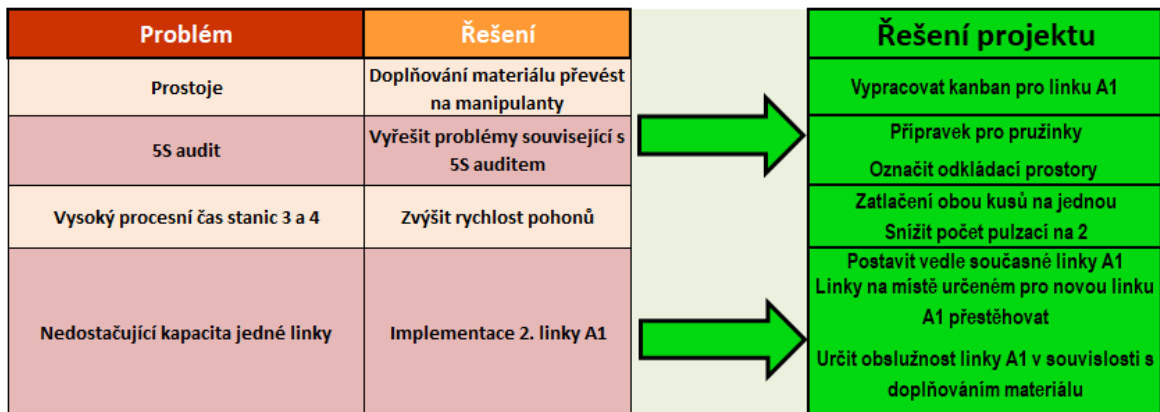 Problém
Řešení
Řešení projektu
Prostoje
Doplňování materiálu převést
na manipulanty
Vypracovat kanban pro linku A1
5S audit
Vyřešit problémy související s
5S auditem
Přípravek pro pružinky
Označit odkládací prostory
Vysoký procesní čas stanic 3 a 4
Zvýšit rychlost pohonů
Zatlačení obou kusů na jednou
Snížit počet pulzací na 2
Nedostačující kapacita jedné linky
Implementace 2. linky A1
Postavit vedle současné linky A1
Linky na místě určeném pro novou linku
A1 přestěhovat
Určit obslužnost linky A1 v souvislosti s
doplňováním materiálu